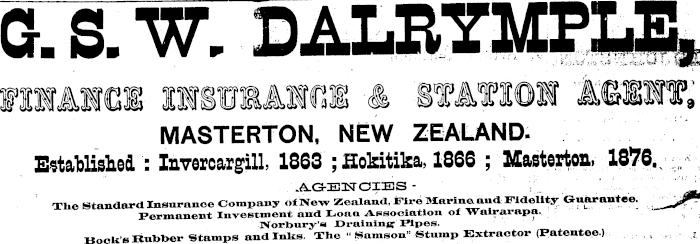 G. S. W. DALRYMPLE,
FINANCE INSURANCE & STATION AGENT,
MASTERTON, NEW ZEALAND.
Established : Invercargill, 1863 ; Hokitika, 1866 ; Masterton, 1876.
AGENCIES -
The Standard Insurance Company of New Zealand, Fire Marine and Fidelity Guarantee.
Permanent Investment and Loan Association of Wairarapa.
Norbury's Draining Pipes.
Bock's Rubber Stamps and Inks. The "Samson" Stump Extractor (Patentee.)